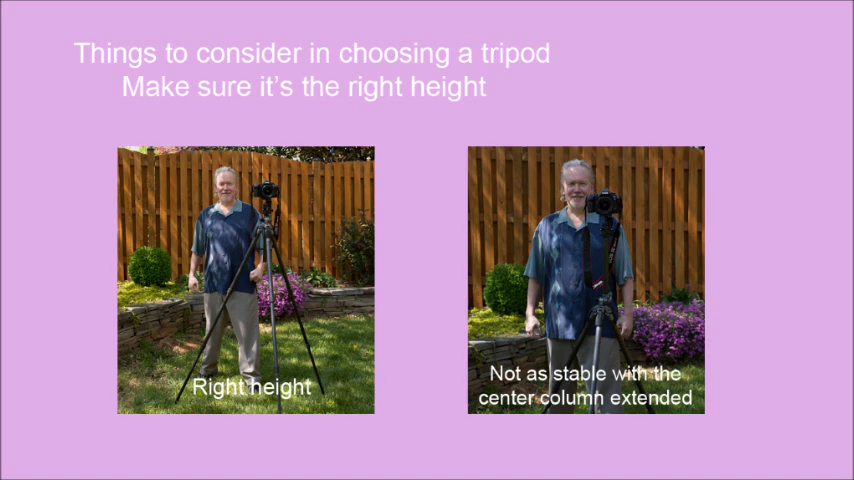 Things to consider in choosing a tripod
Make sure it’s the right height
Right height
Not as stable with the
center column extended